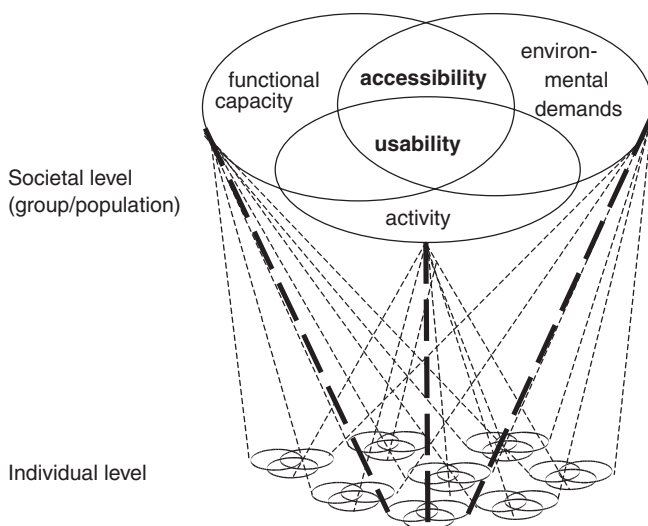 functional
capacity
accessibility
environ-
mental
demands
usability
activity
Societal level
(group/population)
Individual level